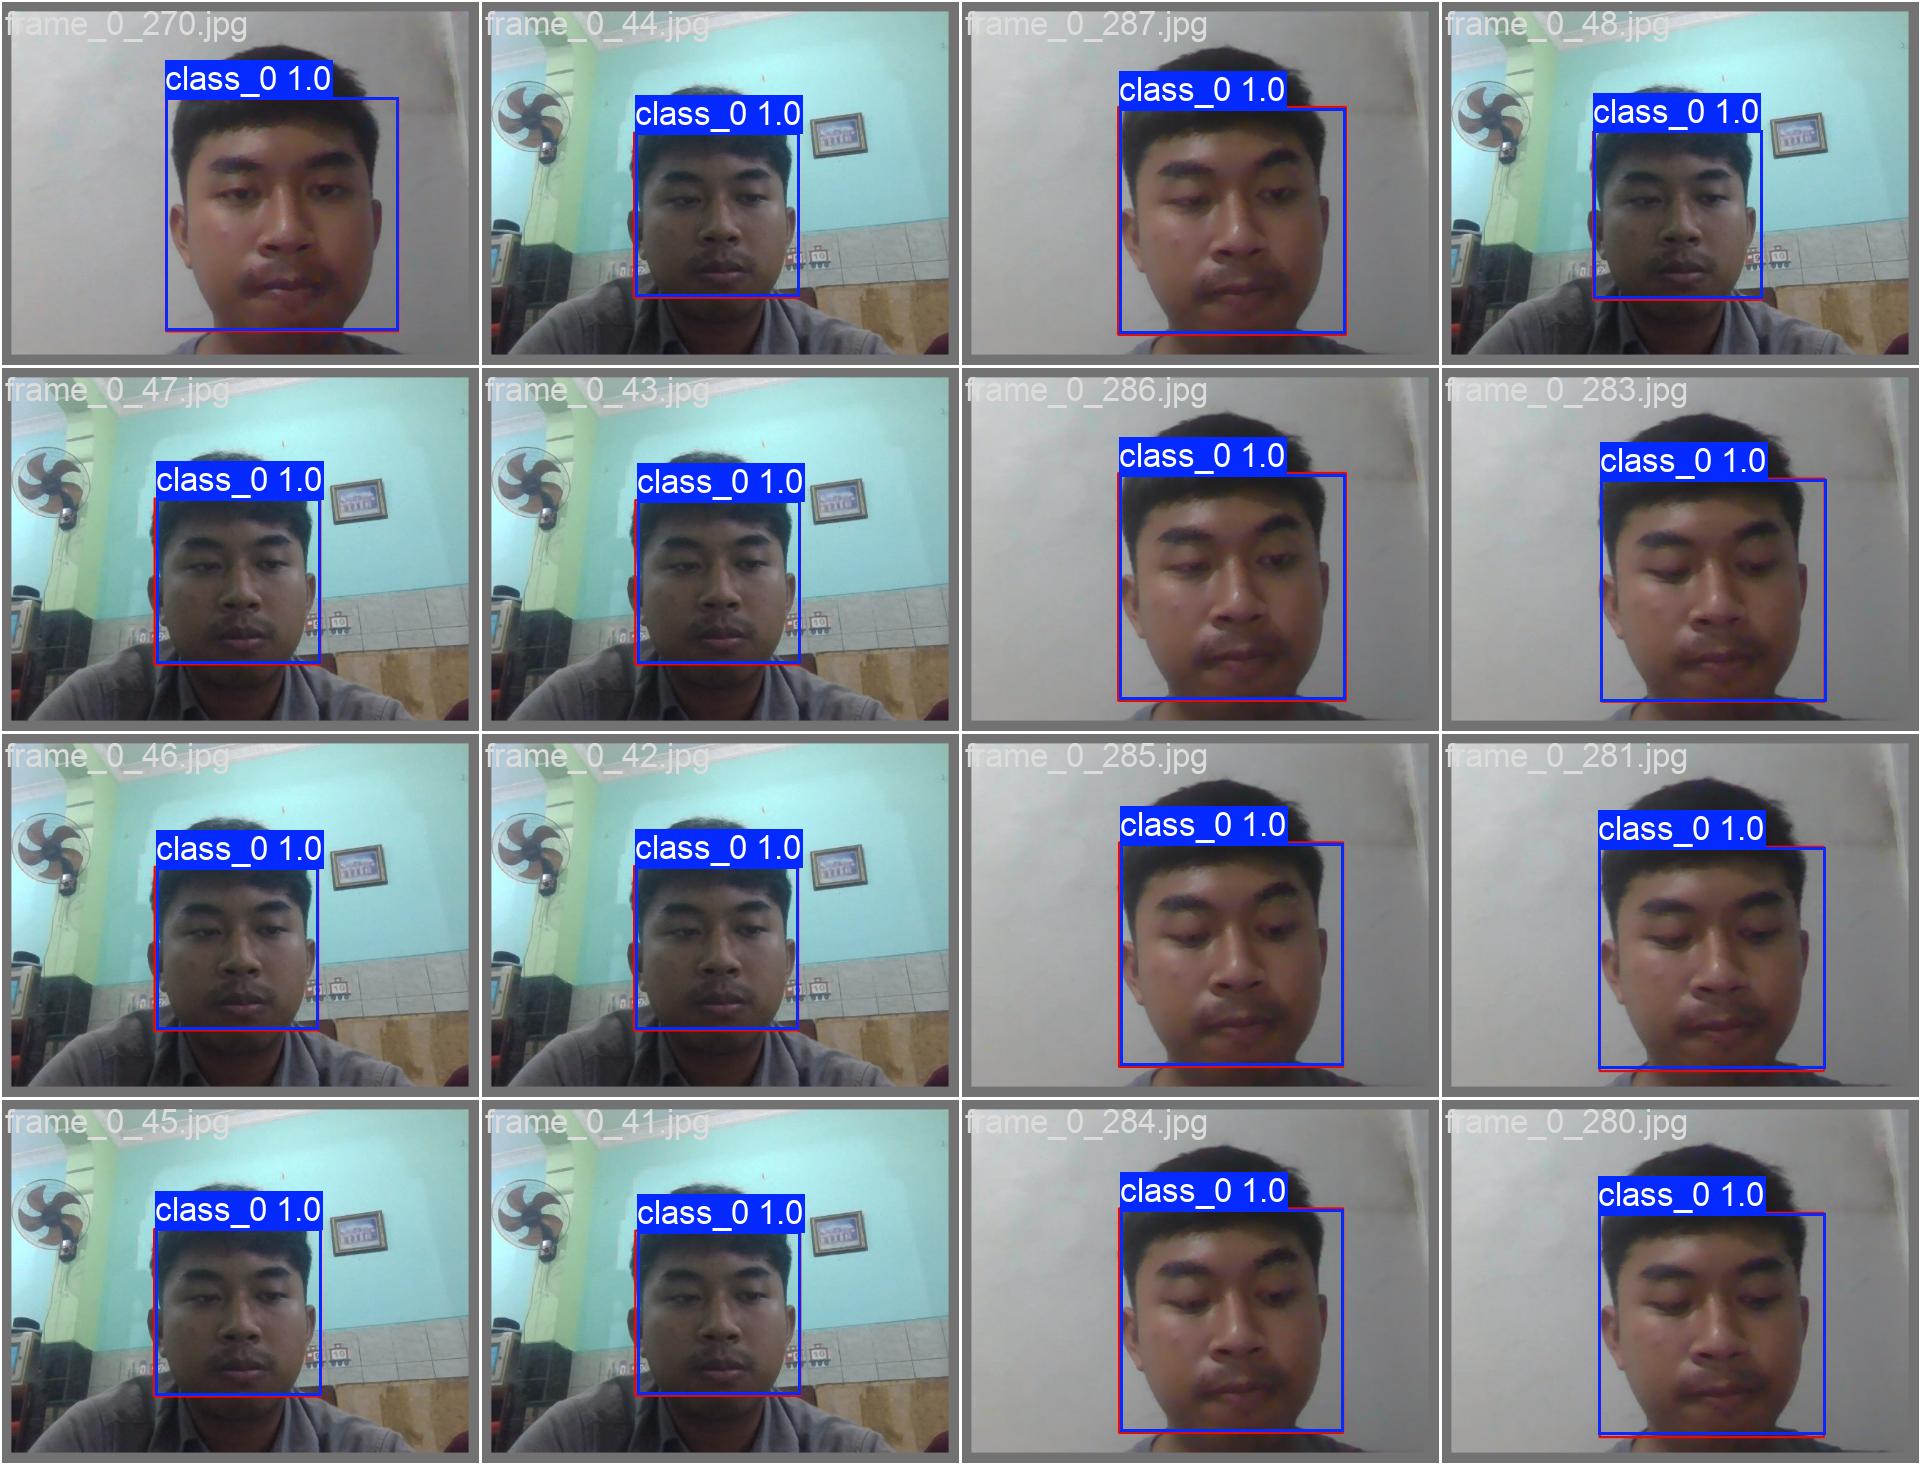 frame_0_270.jpg
class_0 1.0
frame_0_44.jpg
class_0 1.0
frame_0_287.jpg
class_0 1.0
frame_0_48.jpg
class_0 1.0
frame_0_47.jpg
class_0 1.0
frame_0_43.jpg
class_0 1.0
frame_0_286.jpg
class_0 1.0
frame_0_283.jpg
class_0 1.0
frame_0_46.jpg
class_0 1.0
frame_0_42.jpg
class_0 1.0
frame_0_285.jpg
class_0 1.0
frame_0_281.jpg
class_0 1.0
frame_0_45.jpg
class_0 1.0
frame_0_41.jpg
class_0 1.0
frame_0_284.jpg
class_0 1.0
frame_0_280.jpg
class_0 1.0